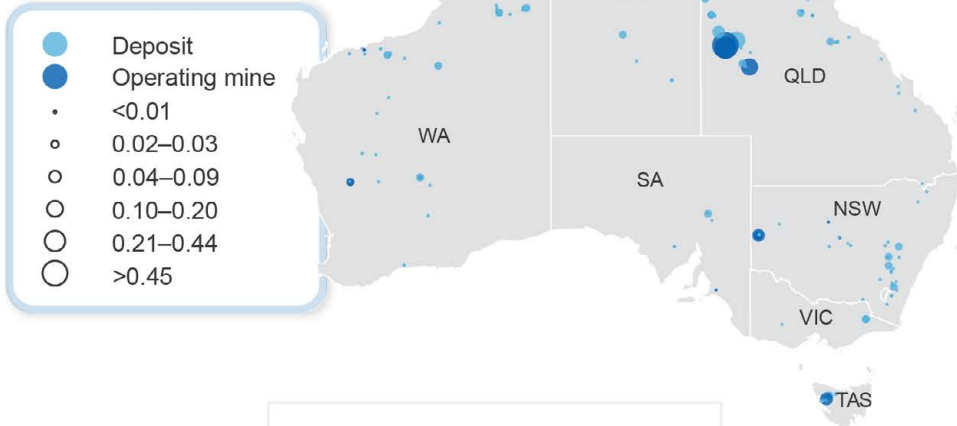 Deposit
Operating mine
<0.01
0.02–0.03
0.04–0.09
0.10–0.20
0.21–0.44
>0.45
WA
QLD
SA
NSW
VIC
TAS